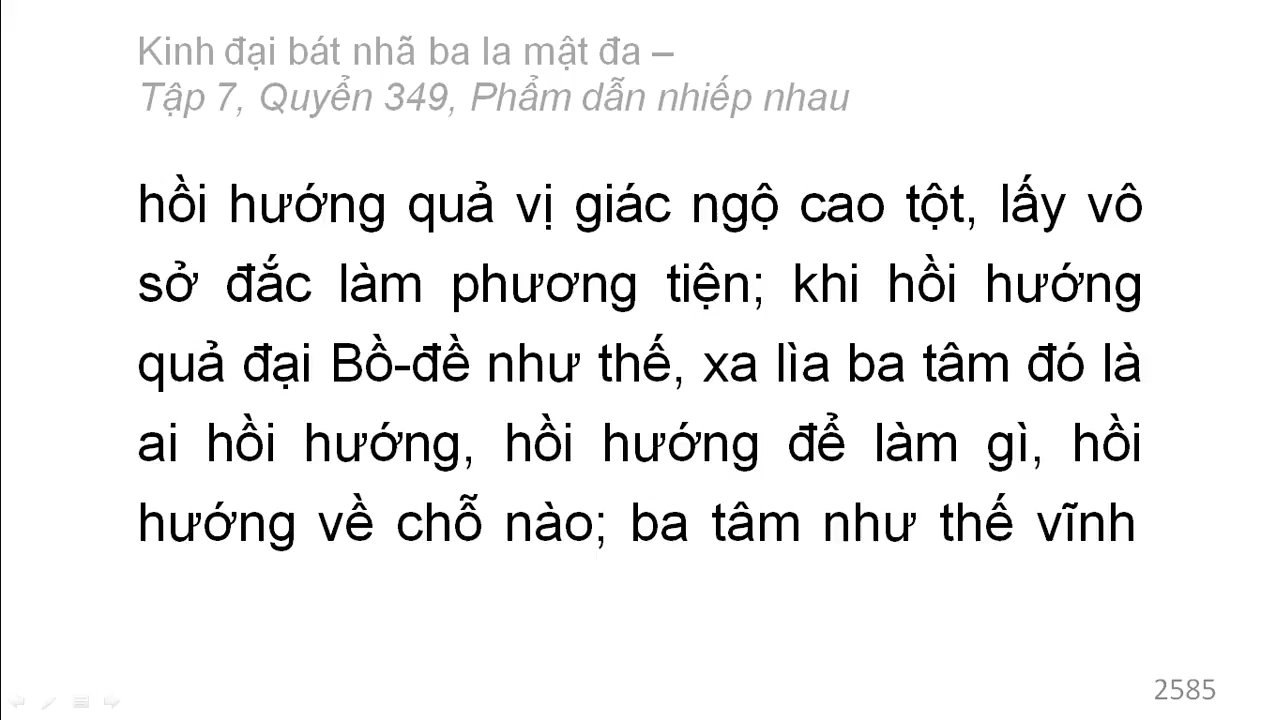 Kinh đại bát nhã ba la mật đa –
Tập 7, Quyển 349, Phẩm dẫn nhiếp nhau
hồi hướng quả vị giác ngộ cao tột, lấy vô
sở đắc làm phương tiện; khi hồi hướng
quả đại Bồ-đề như thế, xa lìa ba tâm đó là
ai hồi hướng, hồi hướng để làm gì, hồi
hướng về chỗ nào; ba tâm như thế vĩnh
2585